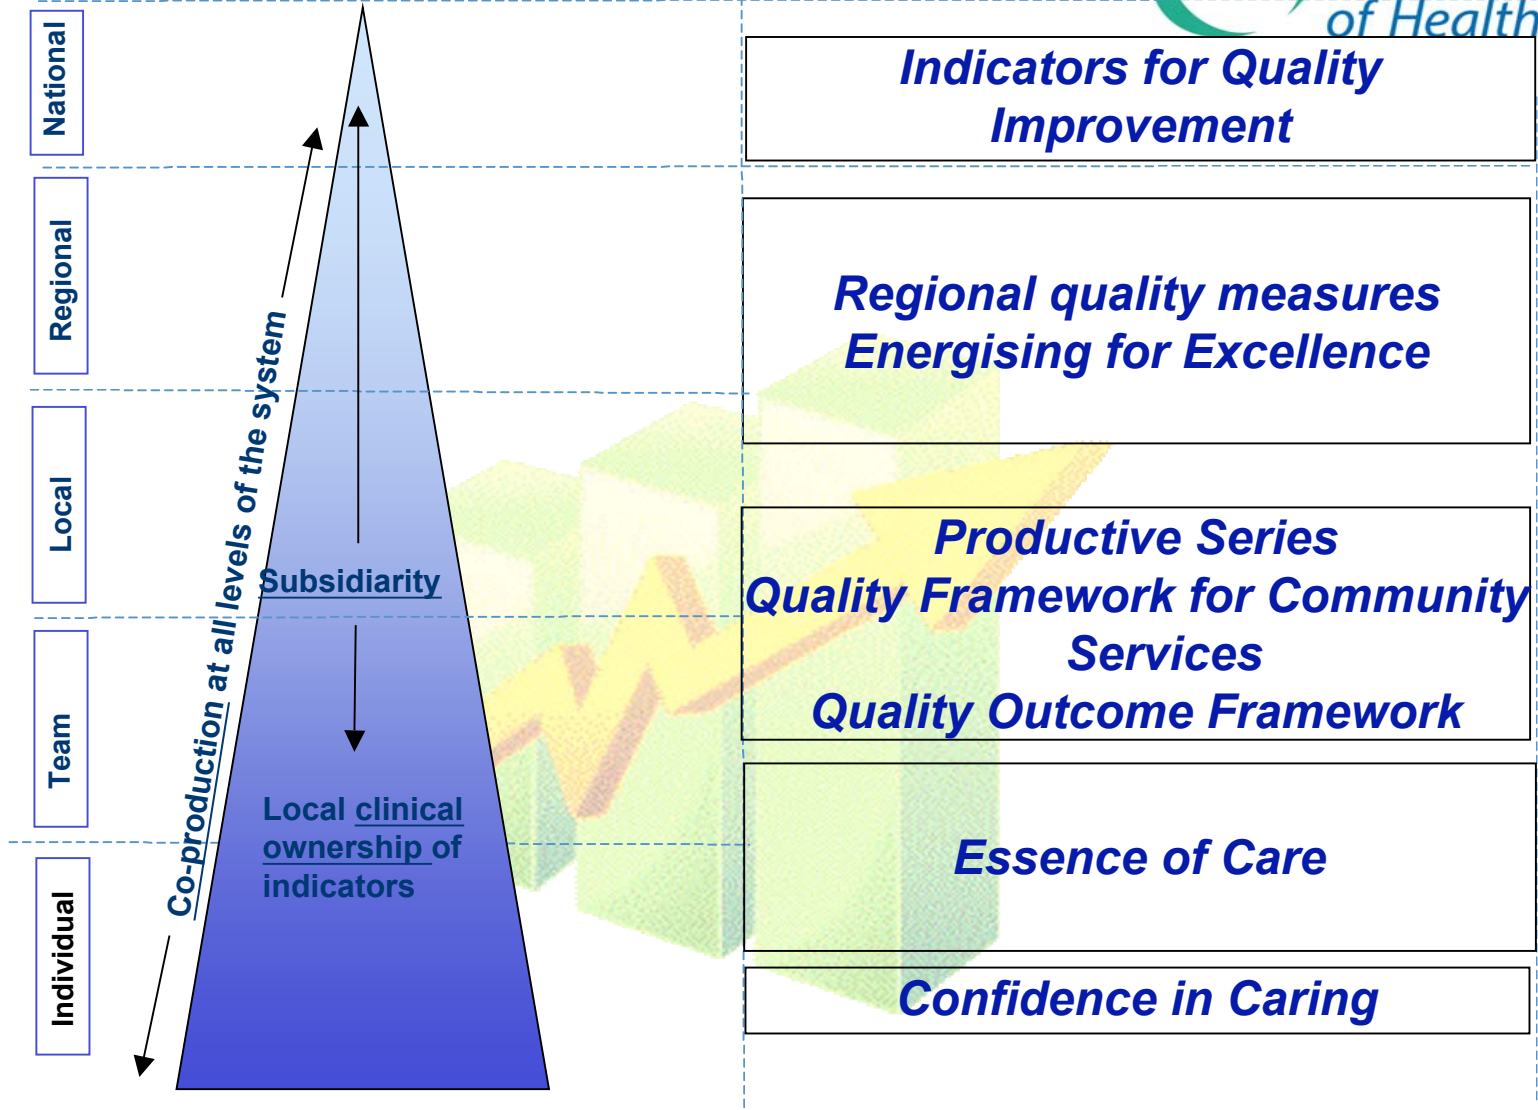 of Health
National
Indicators for Quality
Improvement
Regional
Regional quality measures
Energising for Excellence
Co-production at all levels of the system
Local
Subsidiarity
Productive Series
Quality Framework for Community
Services
Quality Outcome Framework
Team
Local clinical
ownership of
indicators
Essence of Care
Individual
Confidence in Caring